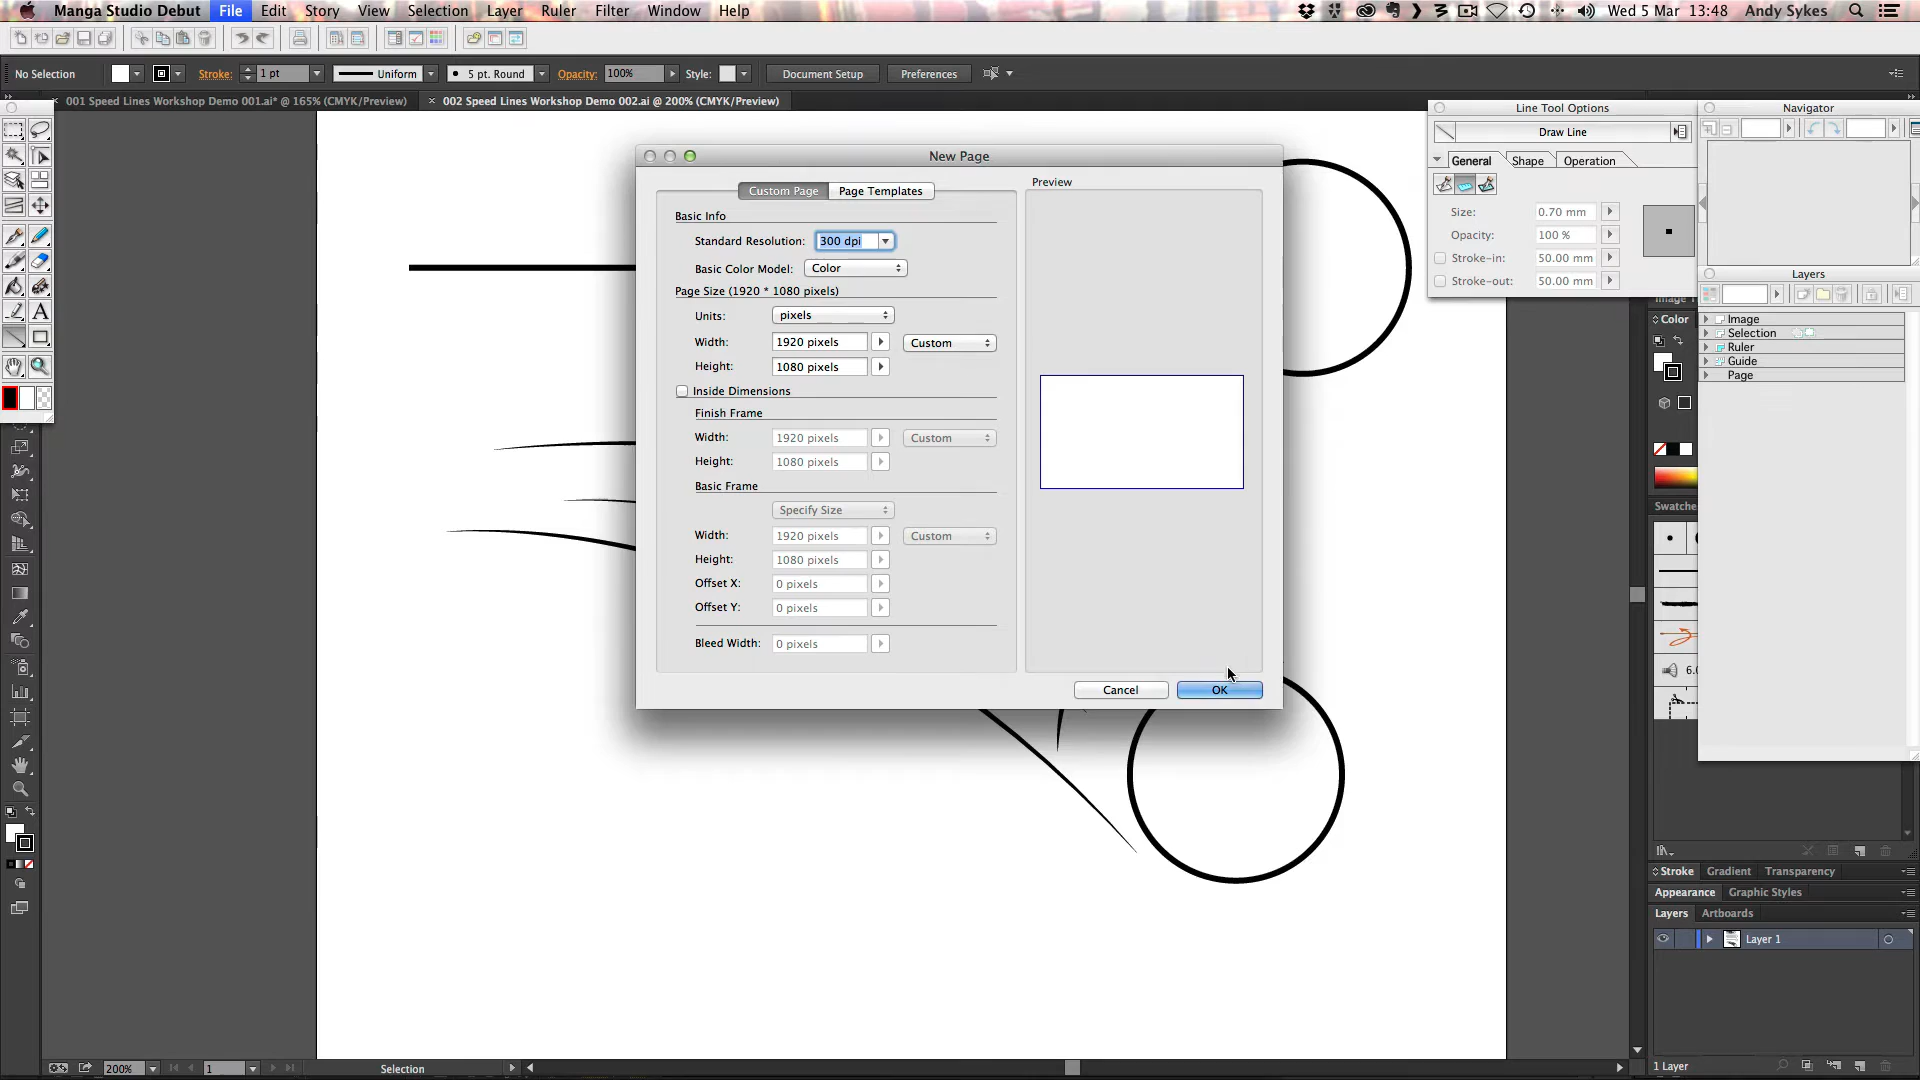 Manga Studio Debut File Edit Story View Selection Layer Ruler Filter Window Help Wed 5 Mar 13:48 Andy Sykes
No Selection Stroke: 1 pt Uniform 5 pt. Round Opacity: 100% Style: Document Setup Preferences
001 Speed Lines Workshop Demo 001.ai* @ 165% (CMYK/Preview) 002 Speed Lines Workshop Demo 002.ai @ 200% (CMYK/Preview)
New Page
Custom Page Page Templates
Basic Info
Standard Resolution: 300 dpi
Basic Color Model: Color
Page Size (1920 * 1080 pixels)
Units: pixels
Width: 1920 pixels Custom
Height: 1080 pixels
Inside Dimensions
Finish Frame
Width: 1920 pixels Custom
Height: 1080 pixels
Basic Frame
Specify Size
Width: 1920 pixels Custom
Height: 1080 pixels
Offset X: 0 pixels
Offset Y: 0 pixels
Bleed Width: 0 pixels
Preview
Cancel OK
Line Tool Options
Draw Line
General Shape Operation
Size: 0.70 mm
Opacity: 100 %
Stroke-in: 50.00 mm
Stroke-out: 50.00 mm
Navigator
Layers
Image
Selection
Ruler
Guide
Page
Color
Swatche
6.
Stroke Gradient Transparency
Appearance Graphic Styles
Layers Artboards
Layer 1
1 Layer
200% 1 Selection